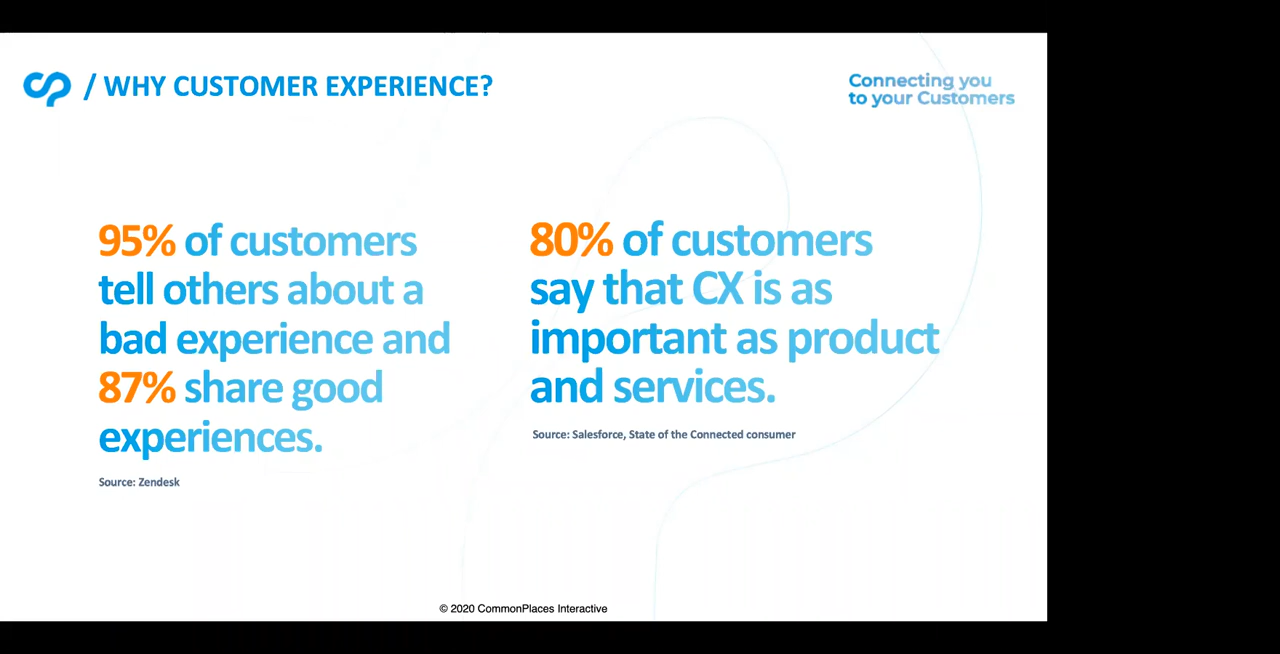 / WHY CUSTOMER EXPERIENCE?
Connecting you
to your Customers
95% of customers
tell others about a
bad experience and
87% share good
experiences.
Source: Zendesk
80% of customers
say that CX is as
important as product
and services.
Source: Salesforce, State of the Connected consumer
© 2020 CommonPlaces Interactive